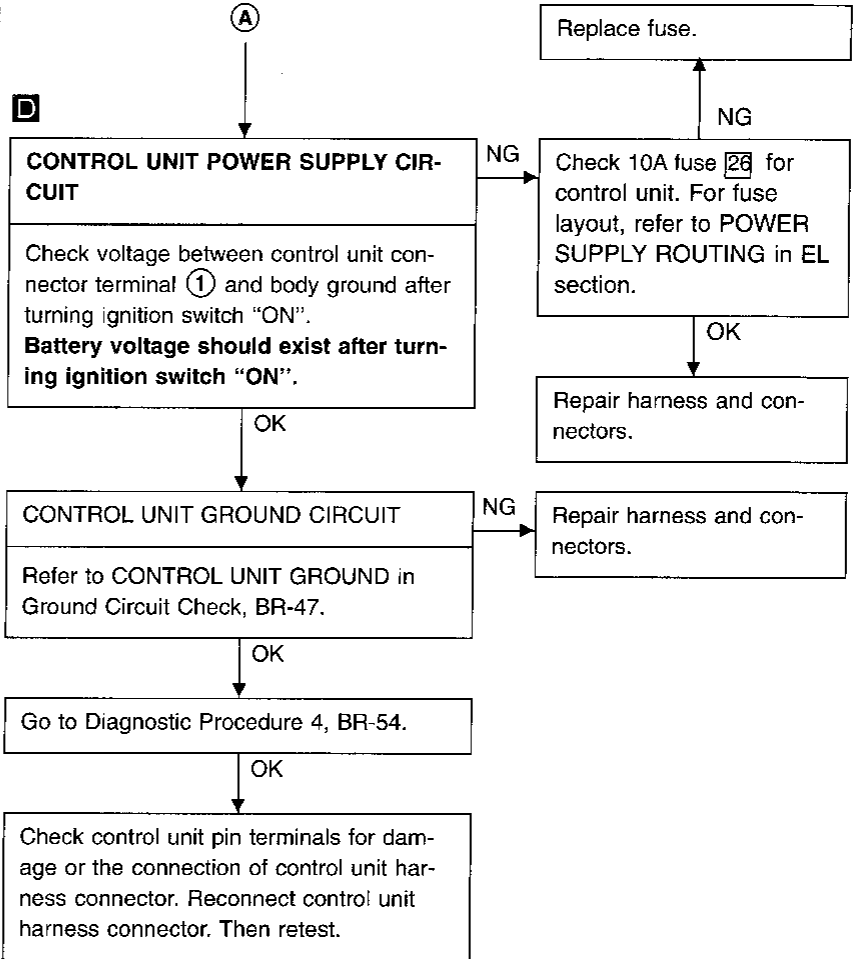 A
Replace fuse.
D
NG
CONTROL UNIT POWER SUPPLY CIR-
CUIT
NG
Check 10A fuse 26 for
control unit. For fuse
layout, refer to POWER
SUPPLY ROUTING in EL
section.
Check voltage between control unit con-
nector terminal 1 and body ground after
turning ignition switch “ON”.
Battery voltage should exist after turn-
ing ignition switch “ON”.
OK
Repair harness and con-
nectors.
OK
CONTROL UNIT GROUND CIRCUIT
NG
Repair harness and con-
nectors.
Refer to CONTROL UNIT GROUND in
Ground Circuit Check, BR-47.
OK
Go to Diagnostic Procedure 4, BR-54.
OK
Check control unit pin terminals for dam-
age or the connection of control unit har-
ness connector. Reconnect control unit
harness connector. Then retest.